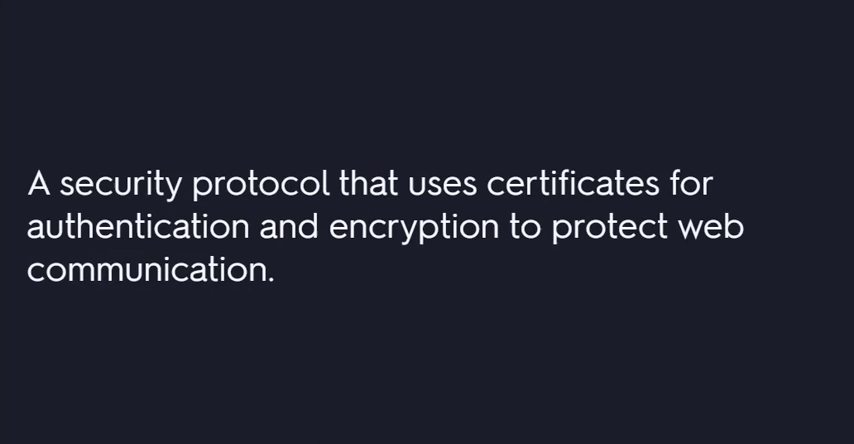 A security protocol that uses certificates for
authentication and encryption to protect web
communication.